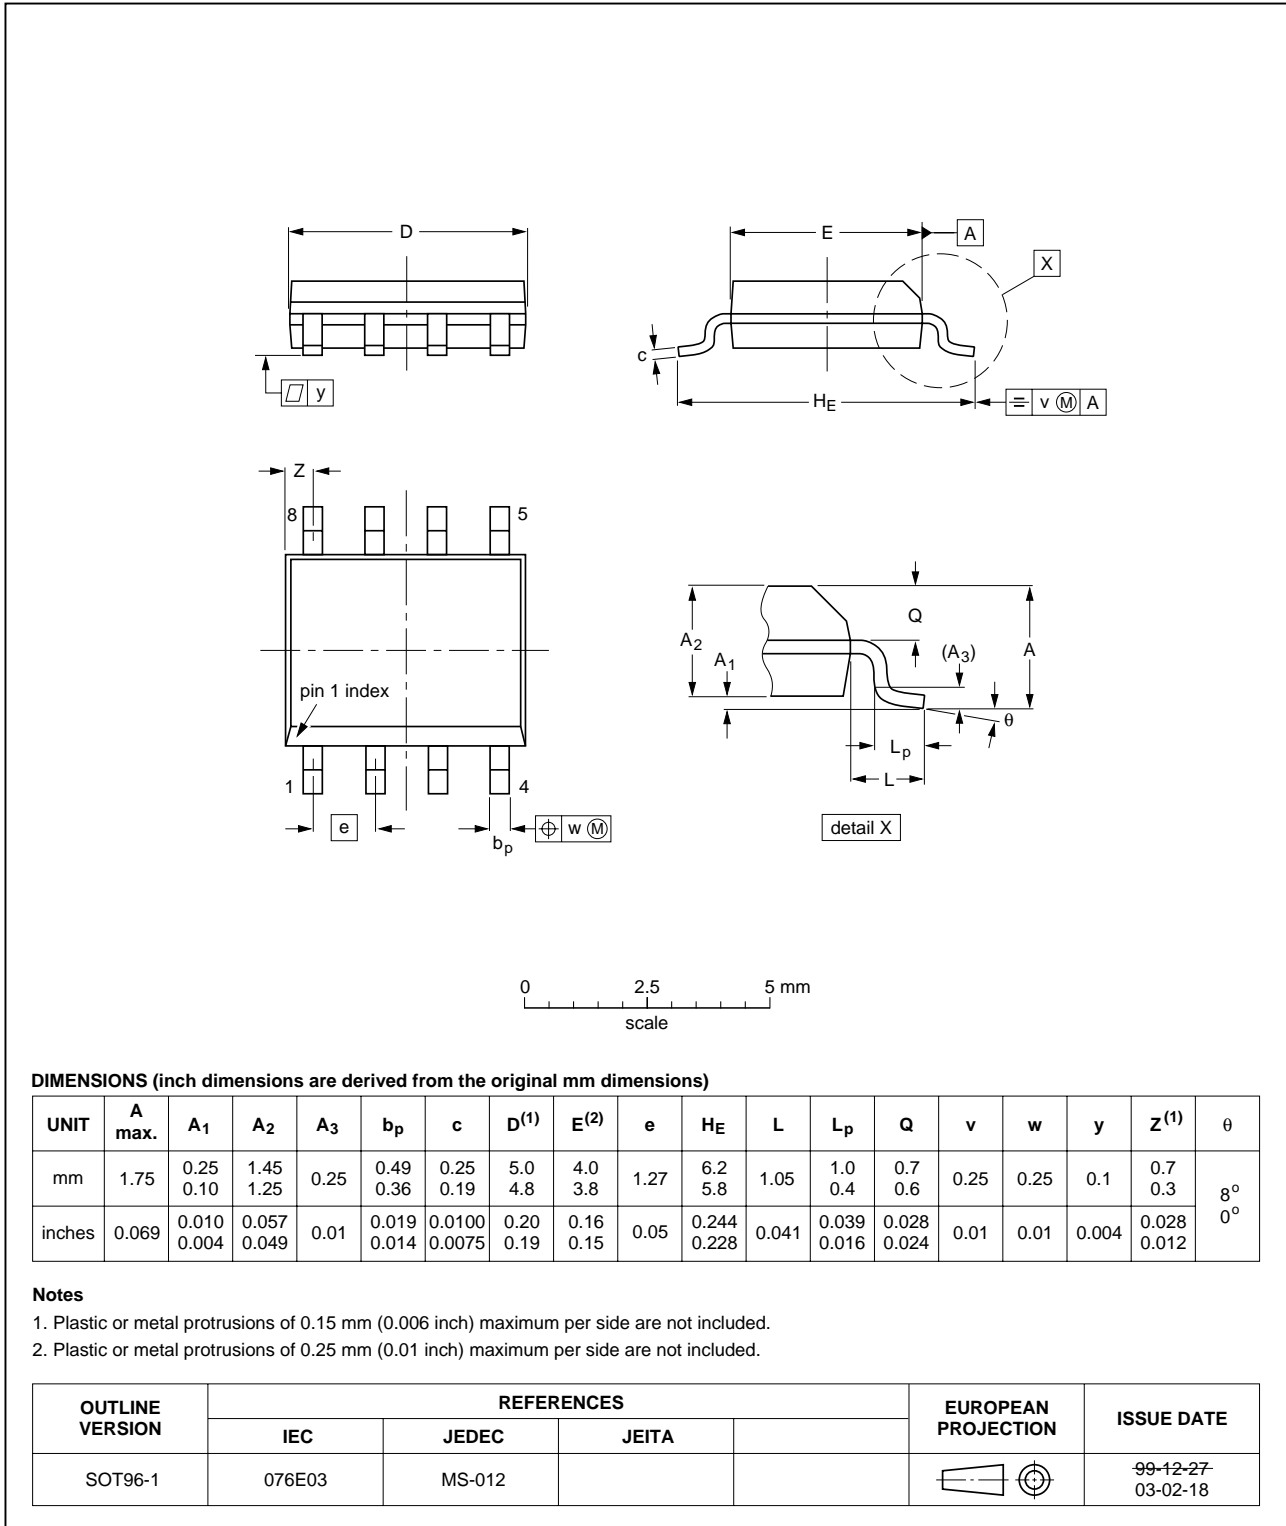 D
E
A
X
c
y
HE
v M A
Z
8
5
pin 1 index
1
4
e
bp
w M
A2
A1
Q
(A3)
A
θ
Lp
L
detail X
0 2.5 5 mm
scale
DIMENSIONS (inch dimensions are derived from the original mm dimensions)
UNIT A max. A1 A2 A3 bp c D(1) E(2) e HE L Lp Q v w y Z(1) θ
mm 1.75 0.25 0.10 1.45 1.25 0.25 0.49 0.36 0.25 0.19 5.0 4.8 4.0 3.8 1.27 6.2 5.8 1.05 1.0 0.4 0.7 0.6 0.25 0.25 0.1 0.7 0.3 8o 0o
inches 0.069 0.010 0.004 0.057 0.049 0.01 0.019 0.014 0.0100 0.0075 0.20 0.19 0.16 0.15 0.05 0.244 0.228 0.041 0.039 0.016 0.028 0.024 0.01 0.01 0.004 0.028 0.012
Notes
1. Plastic or metal protrusions of 0.15 mm (0.006 inch) maximum per side are not included.
2. Plastic or metal protrusions of 0.25 mm (0.01 inch) maximum per side are not included.
OUTLINE VERSION REFERENCES EUROPEAN PROJECTION ISSUE DATE
IEC JEDEC JEITA
SOT96-1 076E03 MS-012 99-12-27
03-02-18